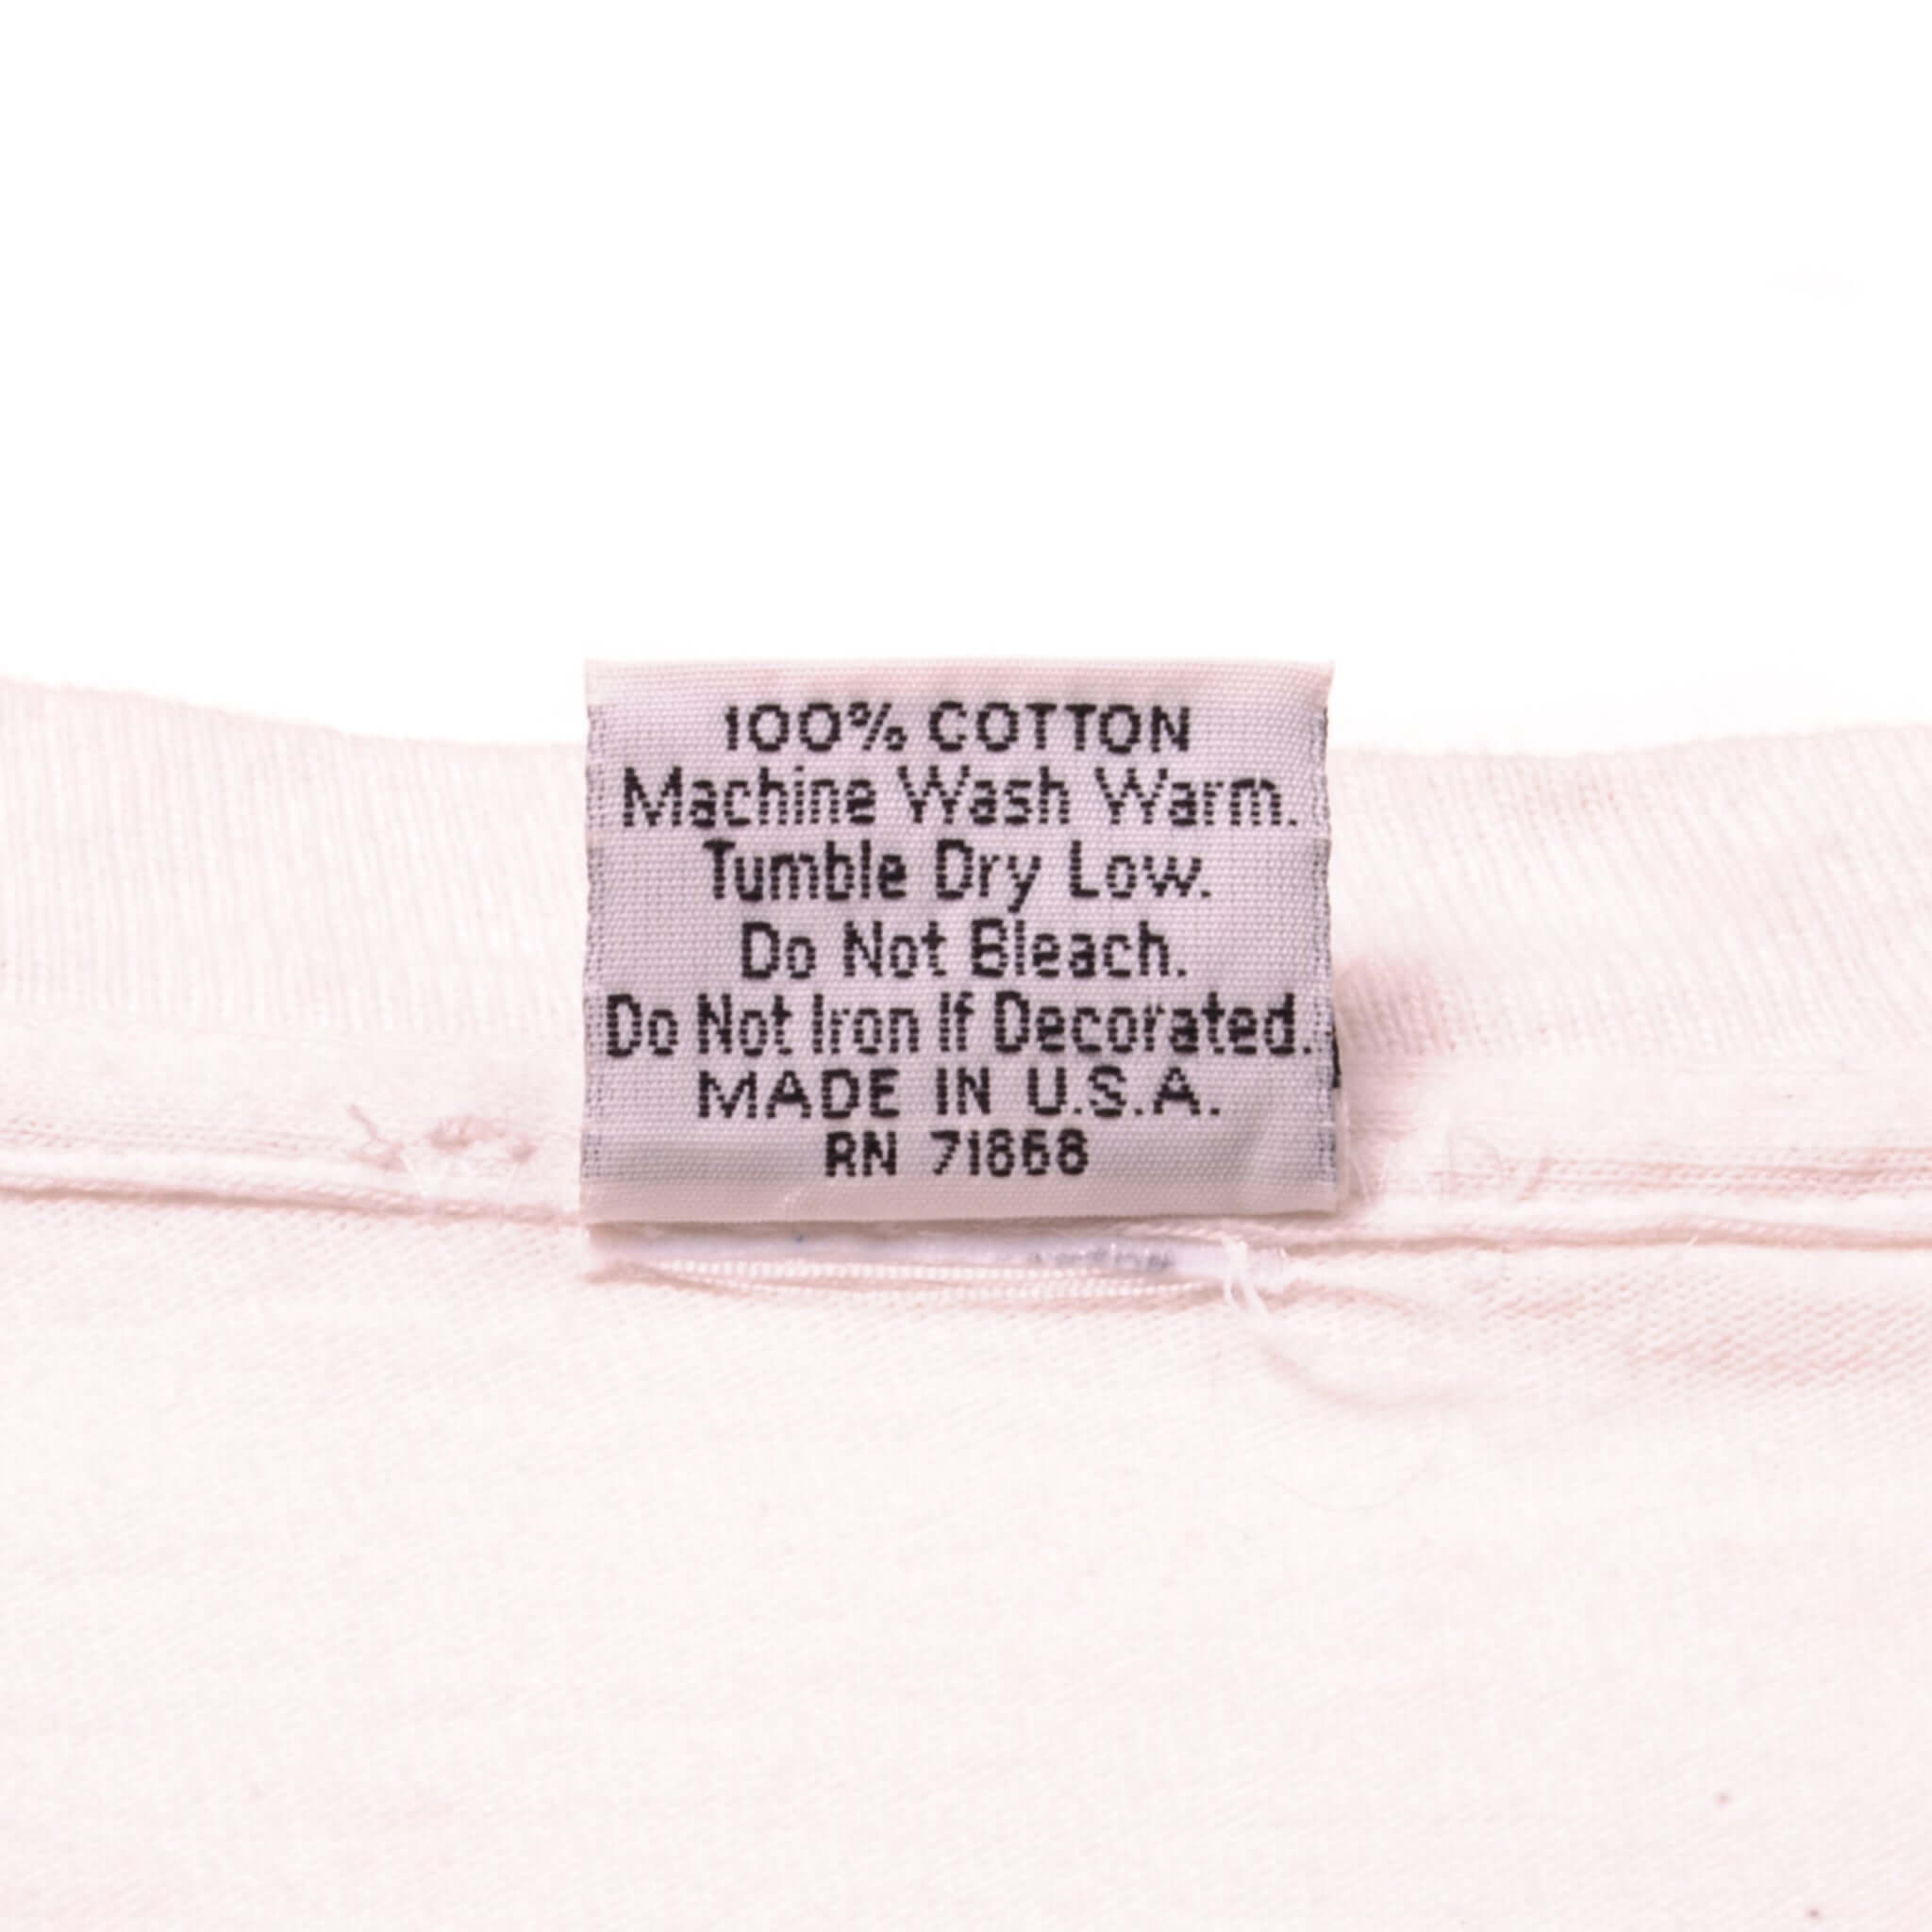 100% COTTON
Machine Wash Warm.
Tumble Dry Low.
Do Not Bleach.
Do Not Iron If Decorated.
MADE IN U.S.A.
RN 71868